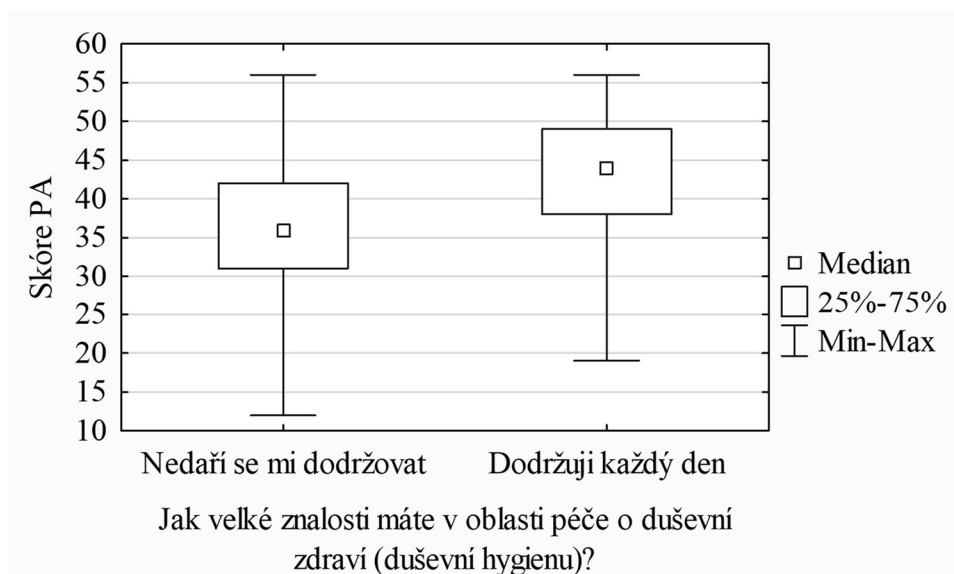 60
55
50
45
40
35
30
25
20
15
10
Skóre PA
Nedaří se mi dodržovat
Dodržuji každý den
Jak velké znalosti máte v oblasti péče o duševní
zdraví (duševní hygienu)?
Median
25%-75%
Min-Max